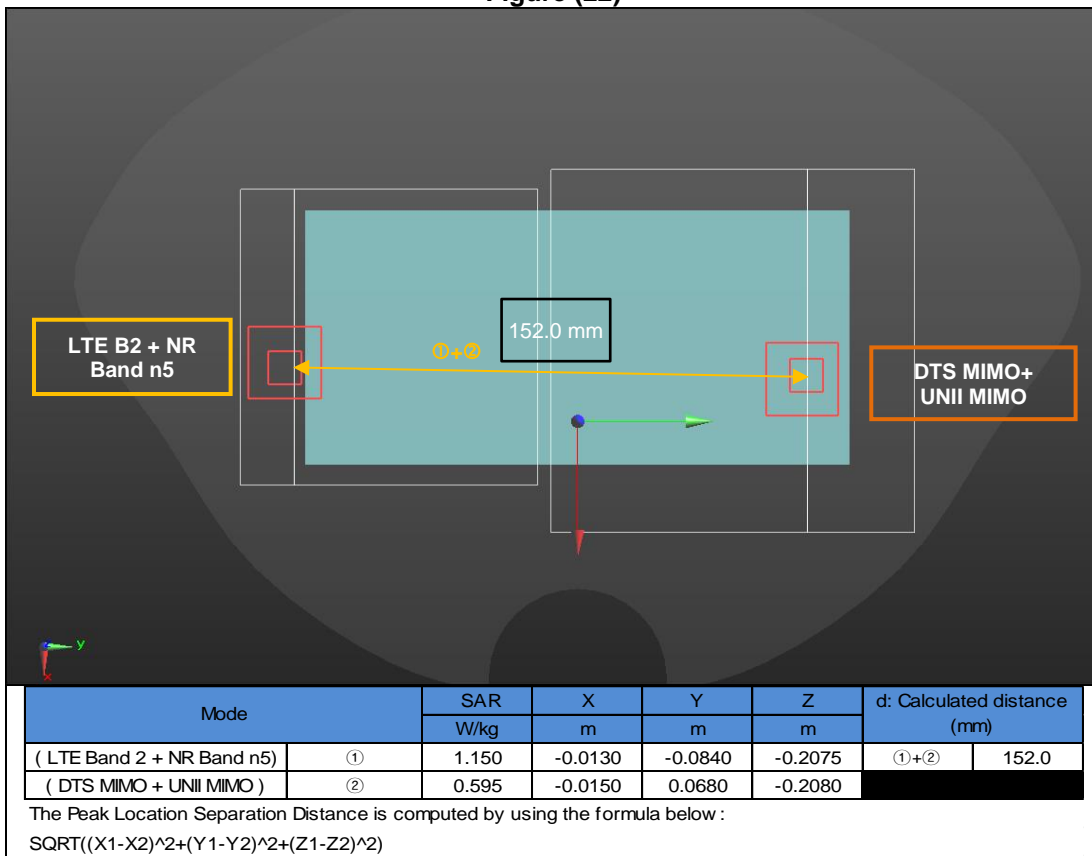 152.0 mm
LTE B2 + NR
Band n5
①+②
DTS MIMO+
UNII MIMO
Y
X
Mode SAR X Y Z d: Calculated distance
(mm)
W/kg m m m
( LTE Band 2 + NR Band n5) ① 1.150 -0.0130 -0.0840 -0.2075 ①+② 152.0
( DTS MIMO + UNII MIMO ) ② 0.595 -0.0150 0.0680 -0.2080
The Peak Location Separation Distance is computed by using the formula below :
SQRT((X1-X2)^2+(Y1-Y2)^2+(Z1-Z2)^2)